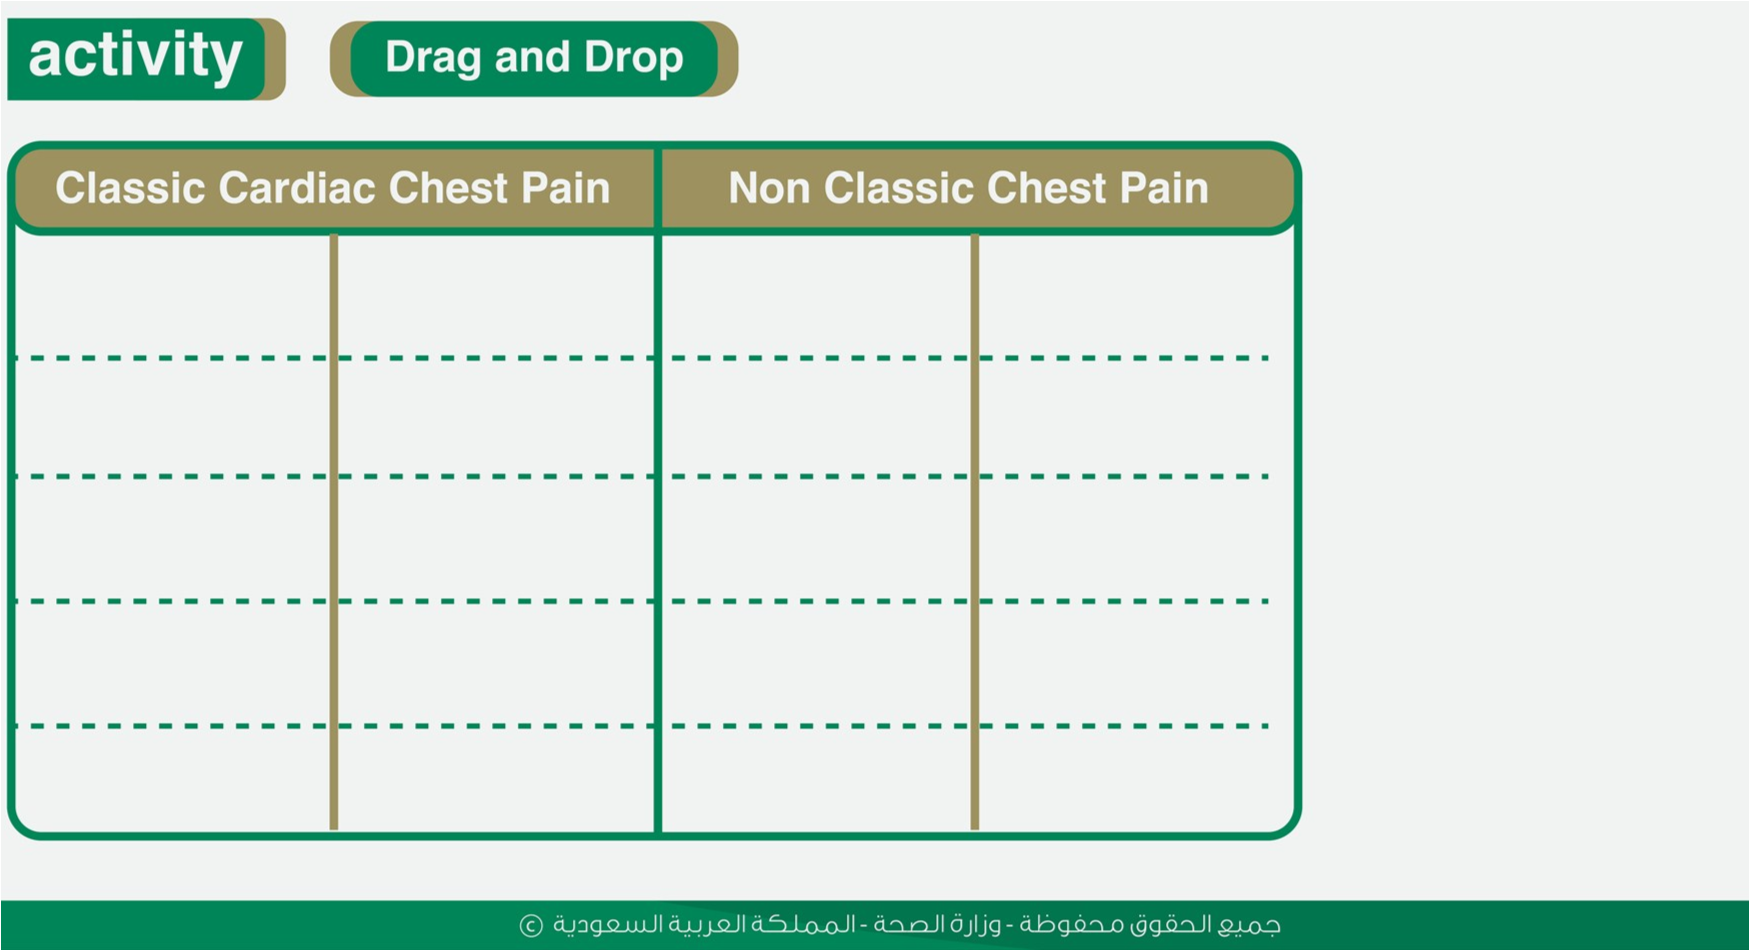 activity
Drag and Drop
Classic Cardiac Chest Pain
Non Classic Chest Pain
جميع الحقوق محفوظة - وزارة الصحة - المملكة العربية السعودية ©